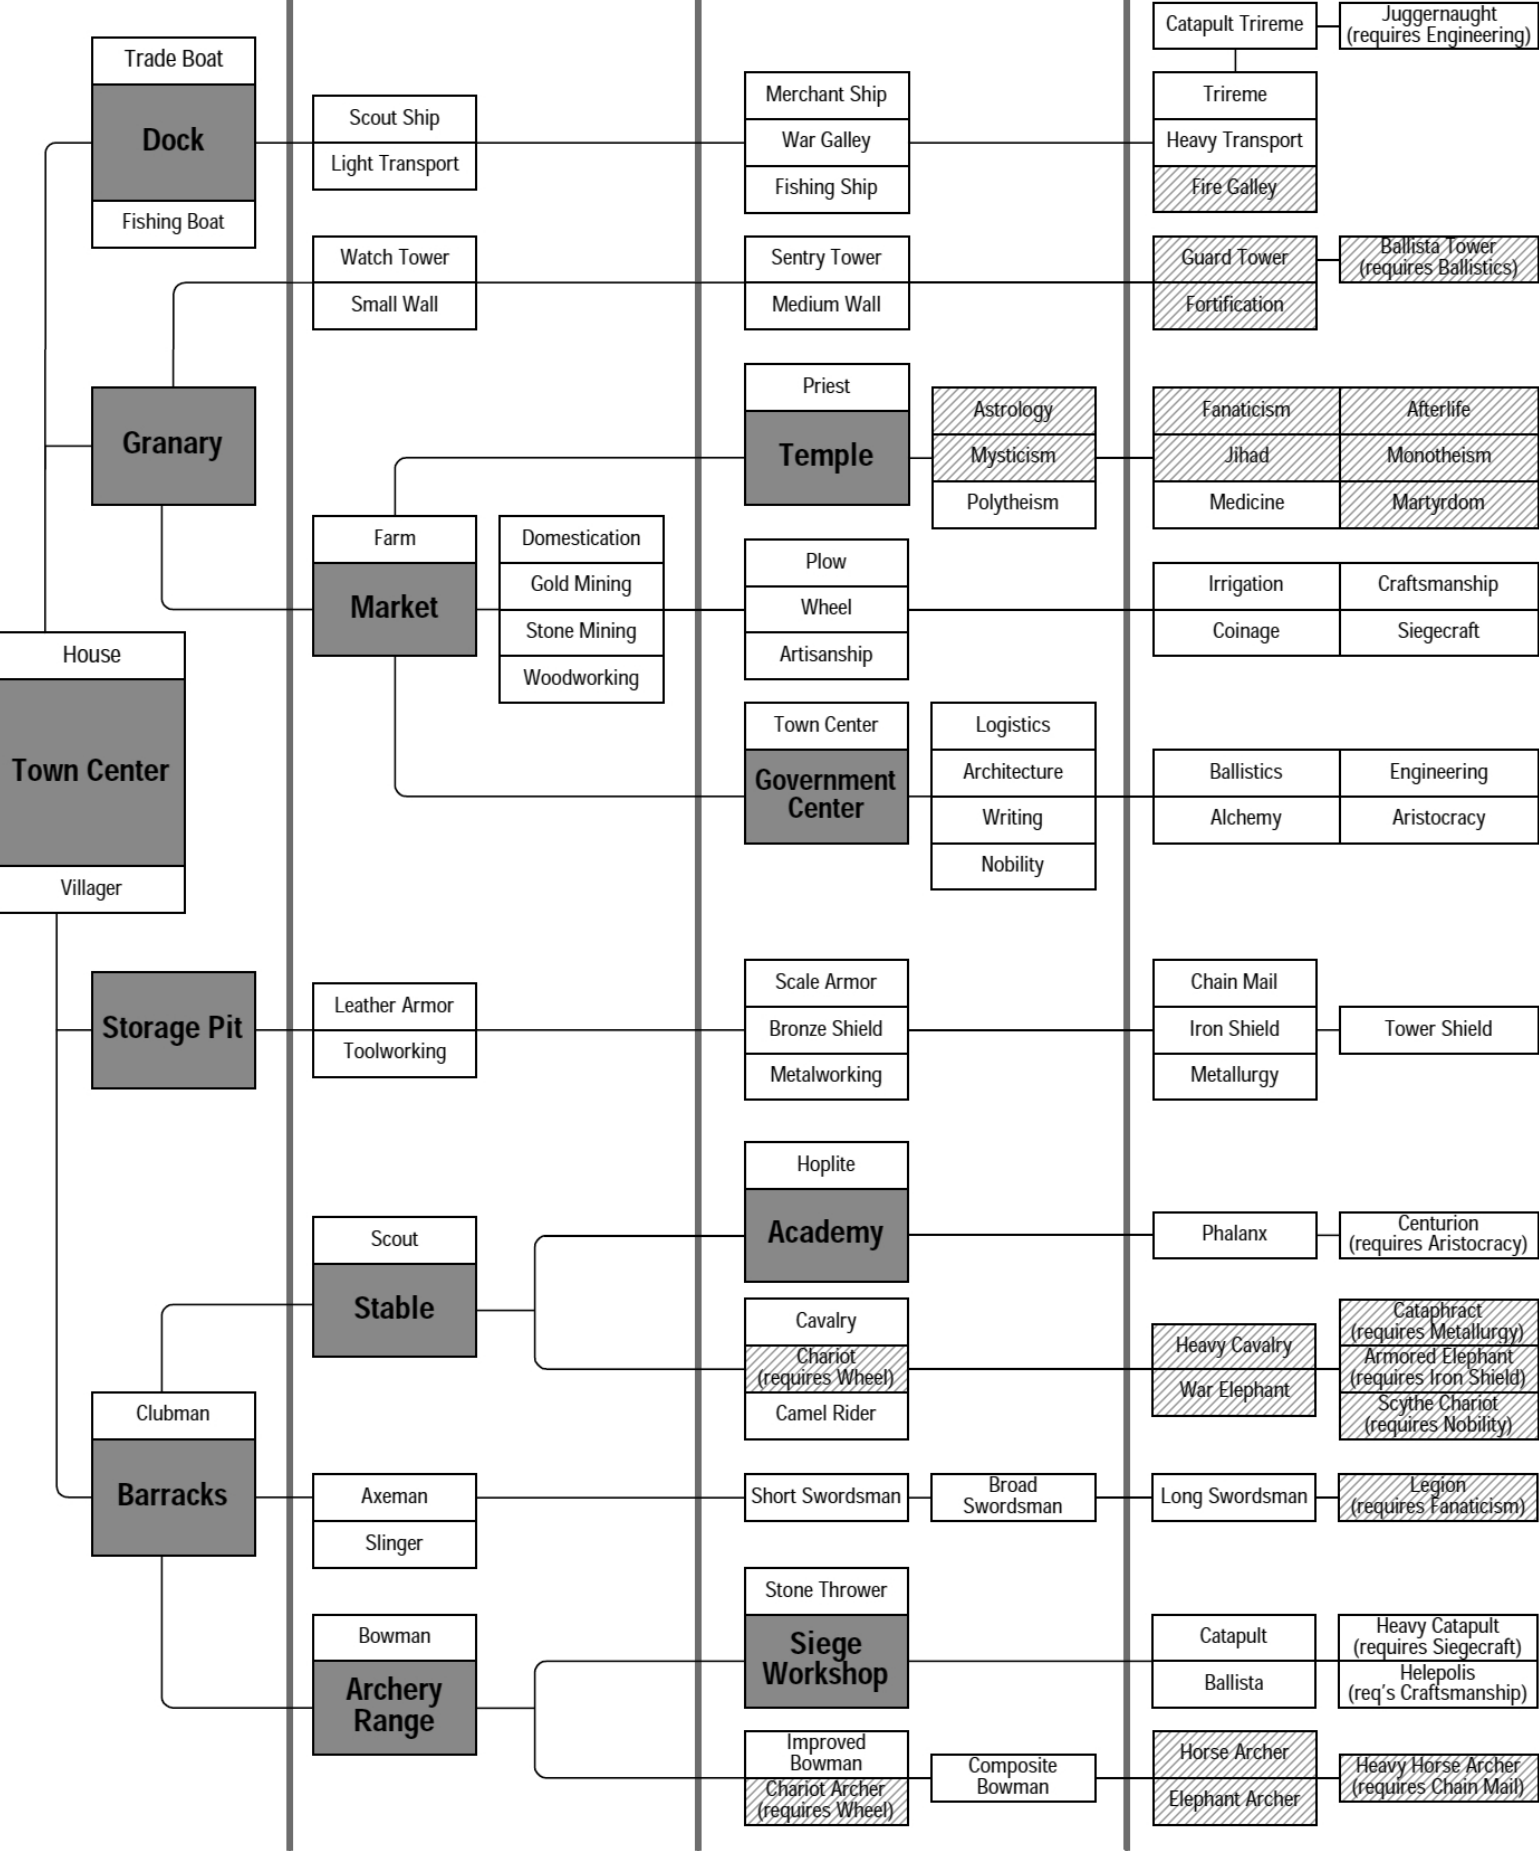 Catapult Trireme
Juggernaught
(requires Engineering)
Trade Boat
Dock
Fishing Boat
Scout Ship
Light Transport
Merchant Ship
War Galley
Fishing Ship
Trireme
Heavy Transport
Fire Galley
Watch Tower
Small Wall
Sentry Tower
Medium Wall
Guard Tower
Fortification
Ballista Tower
(requires Ballistics)
Granary
Priest
Temple
Astrology
Mysticism
Polytheism
Fanaticism
Afterlife
Jihad
Monotheism
Medicine
Martyrdom
Farm
Market
Domestication
Gold Mining
Stone Mining
Woodworking
Plow
Wheel
Artisanship
Irrigation
Craftsmanship
Coinage
Siegecraft
House
Town Center
Villager
Town Center
Government
Center
Logistics
Architecture
Writing
Nobility
Ballistics
Engineering
Alchemy
Aristocracy
Storage Pit
Leather Armor
Toolworking
Scale Armor
Bronze Shield
Metalworking
Chain Mail
Iron Shield
Metallurgy
Tower Shield
Hoplite
Academy
Phalanx
Centurion
(requires Aristocracy)
Scout
Stable
Cavalry
Chariot
(requires Wheel)
Camel Rider
Heavy Cavalry
War Elephant
Cataphract
(requires Metallurgy)
Armored Elephant
(requires Iron Shield)
Scythe Chariot
(requires Nobility)
Clubman
Barracks
Axeman
Slinger
Short Swordsman
Broad
Swordsman
Long Swordsman
Legion
(requires Fanaticism)
Bowman
Archery
Range
Stone Thrower
Siege
Workshop
Catapult
Ballista
Heavy Catapult
(requires Siegecraft)
Helepolis
(req's Craftsmanship)
Improved
Bowman
Chariot Archer
(requires Wheel)
Composite
Bowman
Horse Archer
Elephant Archer
Heavy Horse Archer
(requires Chain Mail)